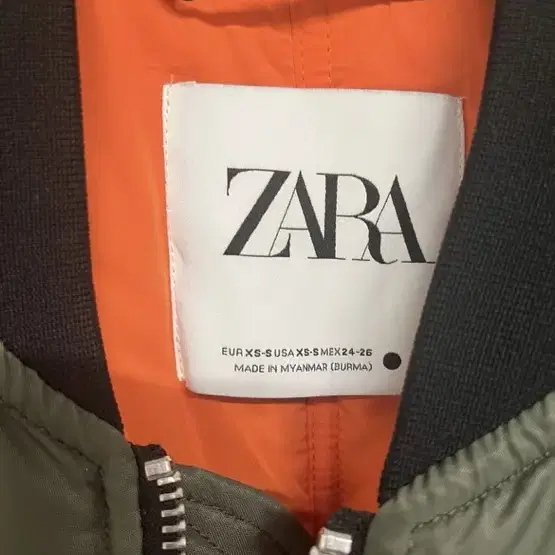 ZARA
EUR XS-S USA XS-S MEX 24-26
MADE IN MYANMAR (BURMA)